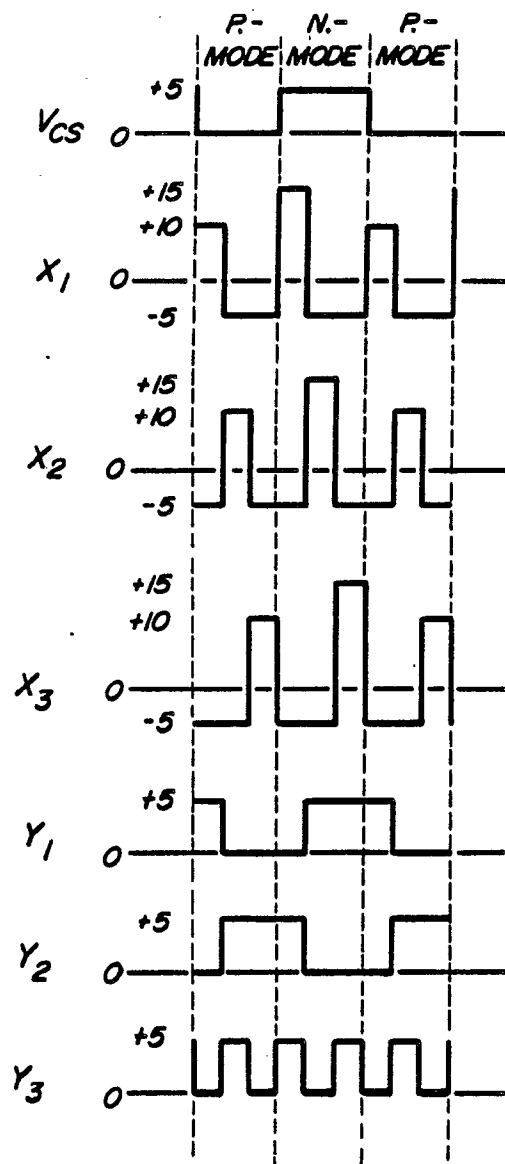 P.- N.- P.-
MODE MODE MODE
+5
VCS 0
+15
+10
X1 0
-5
+15
+10
X2 0
-5
+15
+10
X3 0
-5
+5
Y1 0
+5
Y2 0
+5
Y3 0